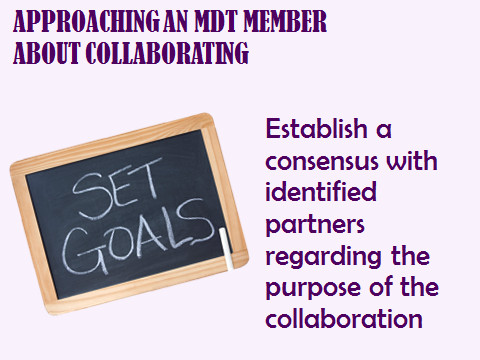 APPROACHING AN MDT MEMBER
ABOUT COLLABORATING
SET
GOALS
Establish a
consensus with
identified
partners
regarding the
purpose of the
collaboration